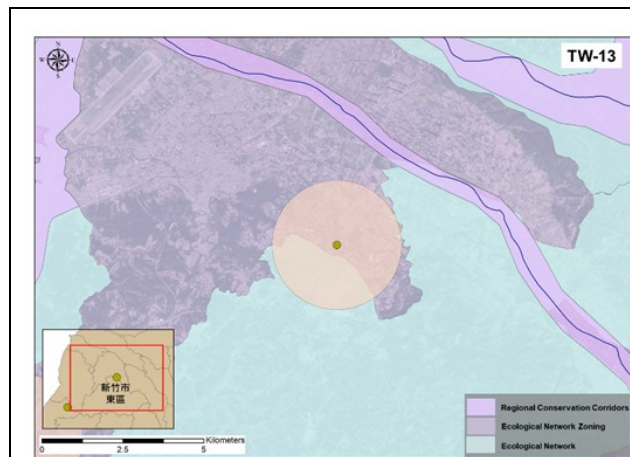 N
W E
S
TW-13
新竹市
東區
Kilometers
0 2.5 5
Regional Conservation Corridors
Ecological Network Zoning
Ecological Network